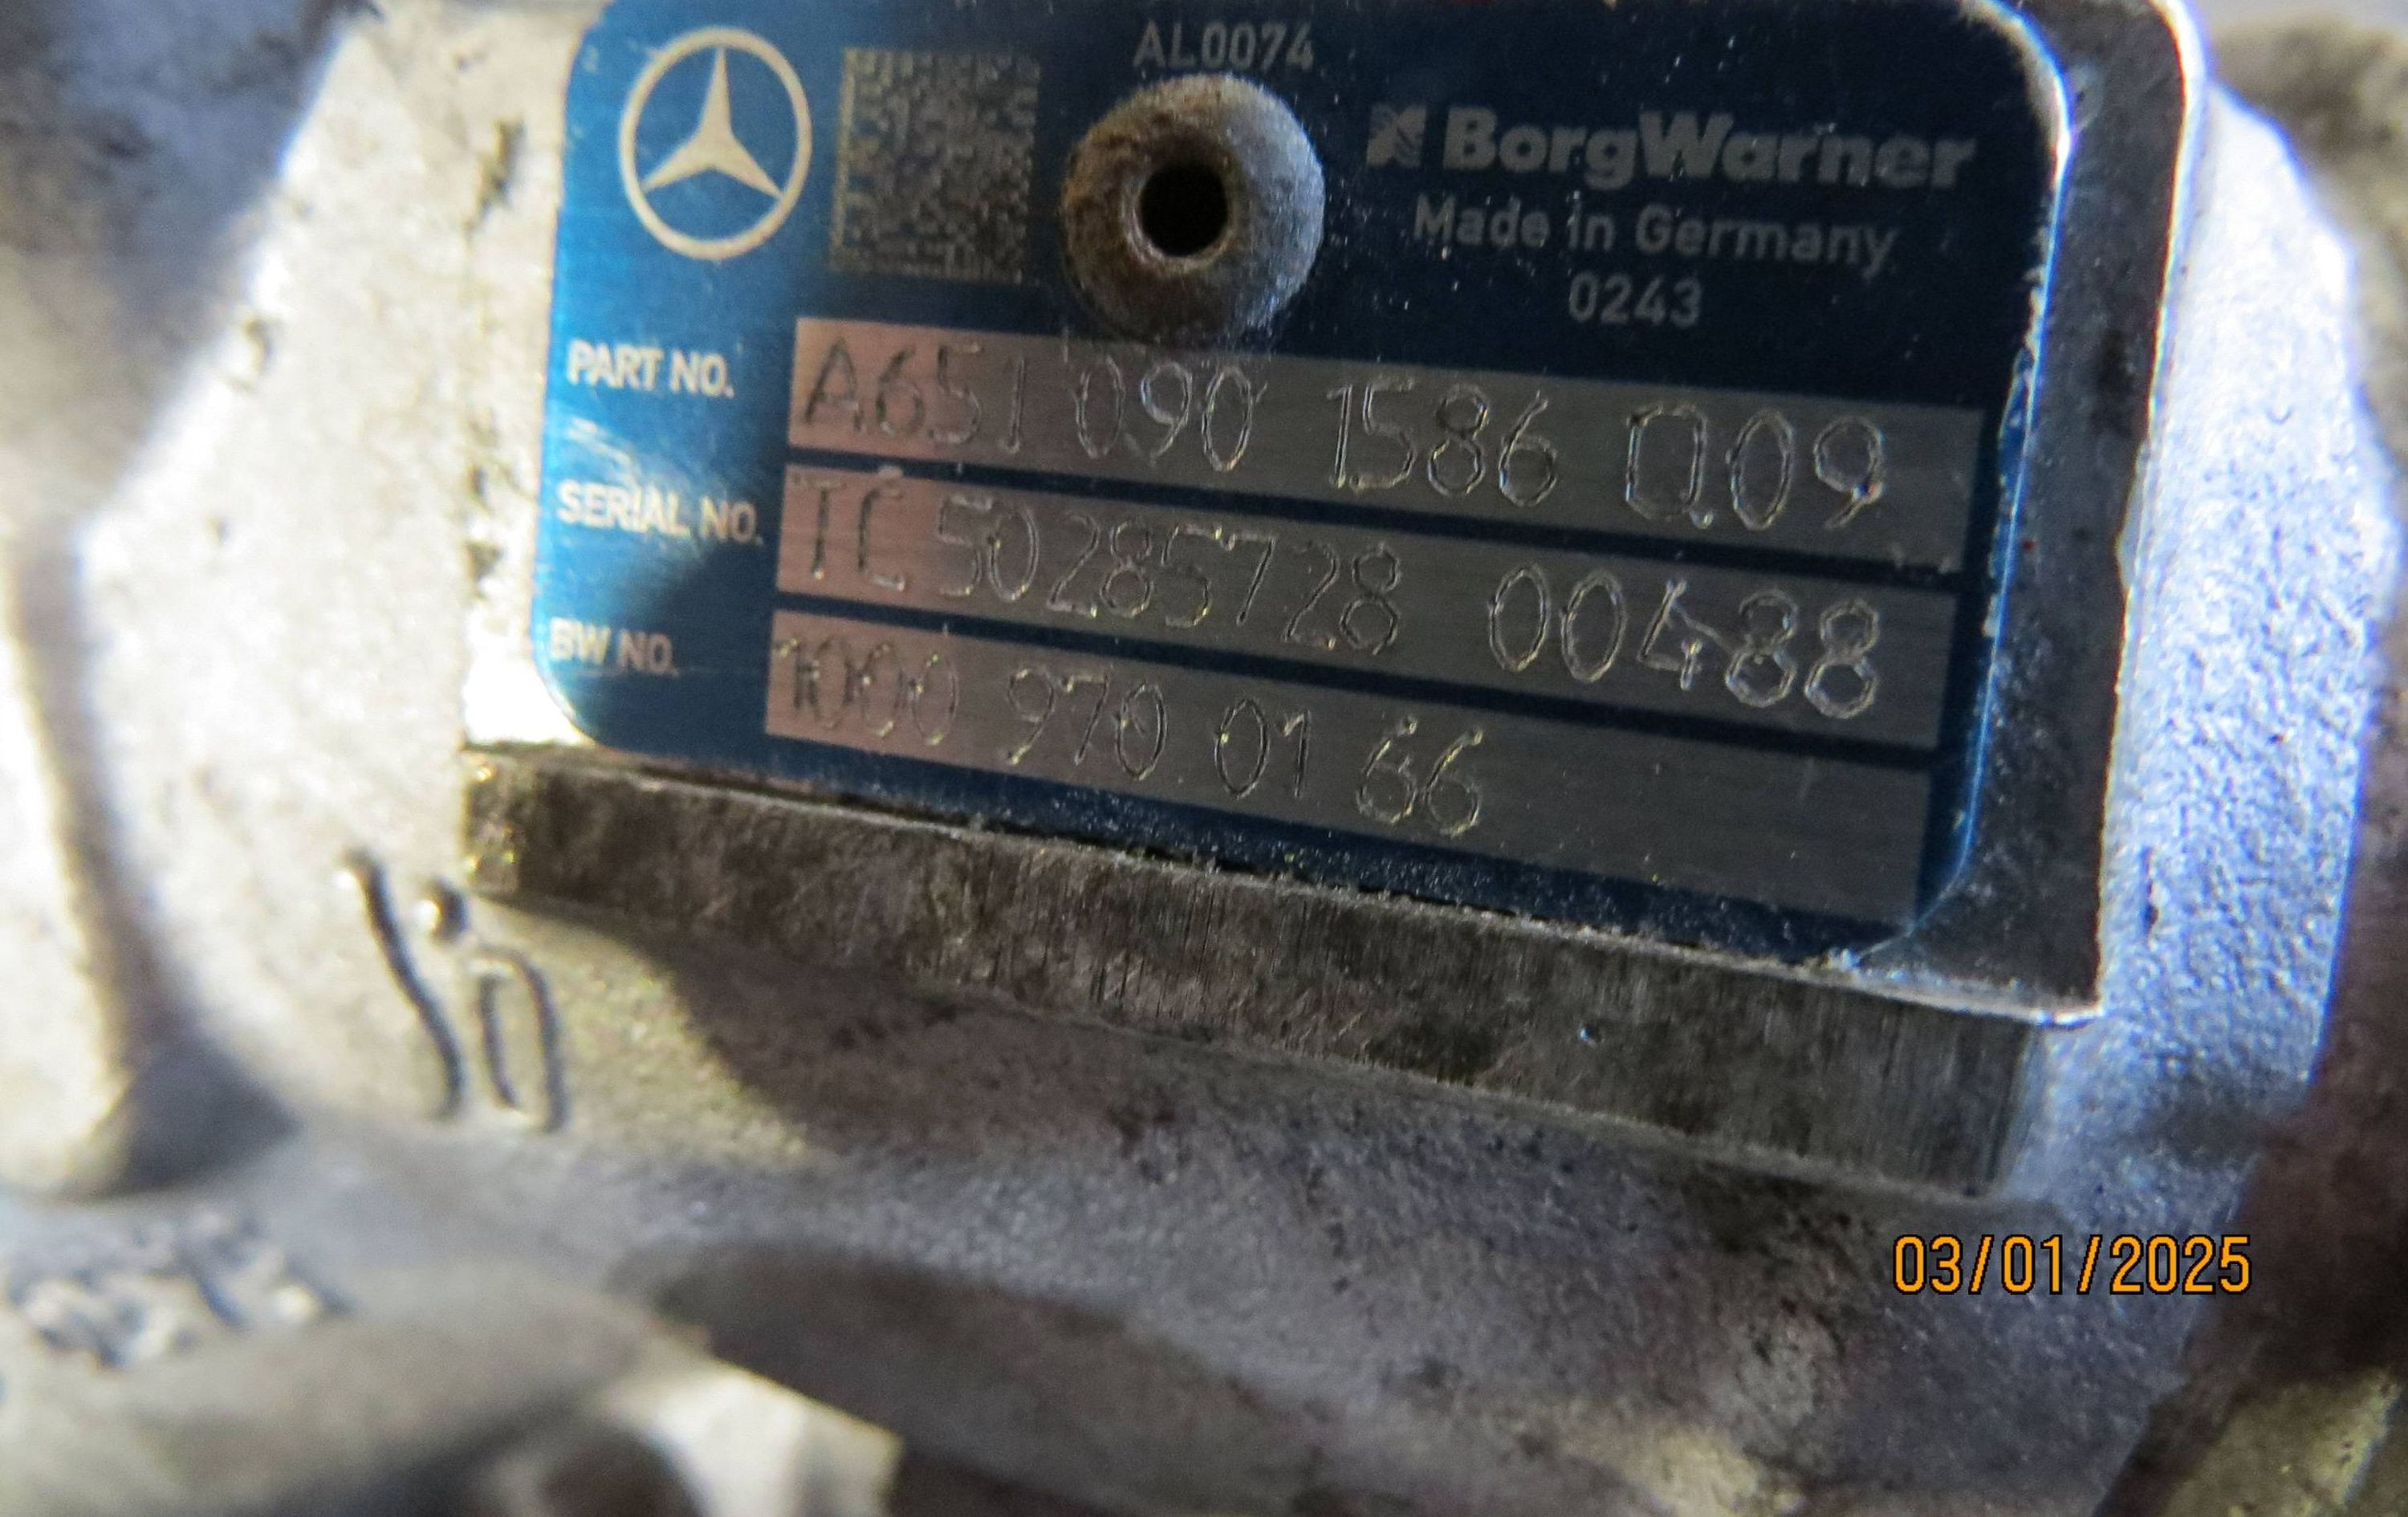 AL0074
BorgWarner
Made in Germany
0243
PART NO. A651 090 1586 Q09
SERIAL NO. TC 50285728 00488
BW NO. 1000 970 01 66
03/01/2025